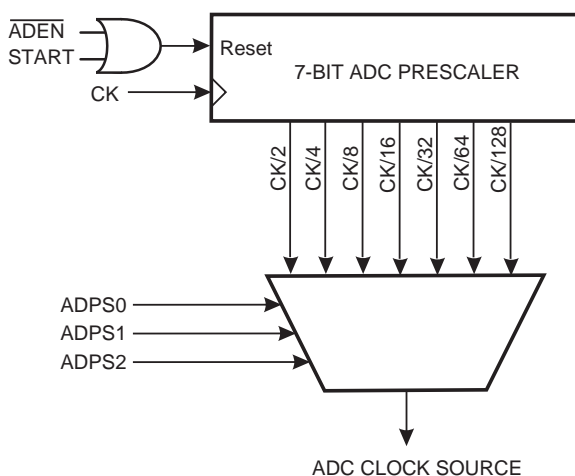 ADEN
START
Reset
CK
7-BIT ADC PRESCALER
CK/2
CK/4
CK/8
CK/16
CK/32
CK/64
CK/128
ADPS0
ADPS1
ADPS2
ADC CLOCK SOURCE